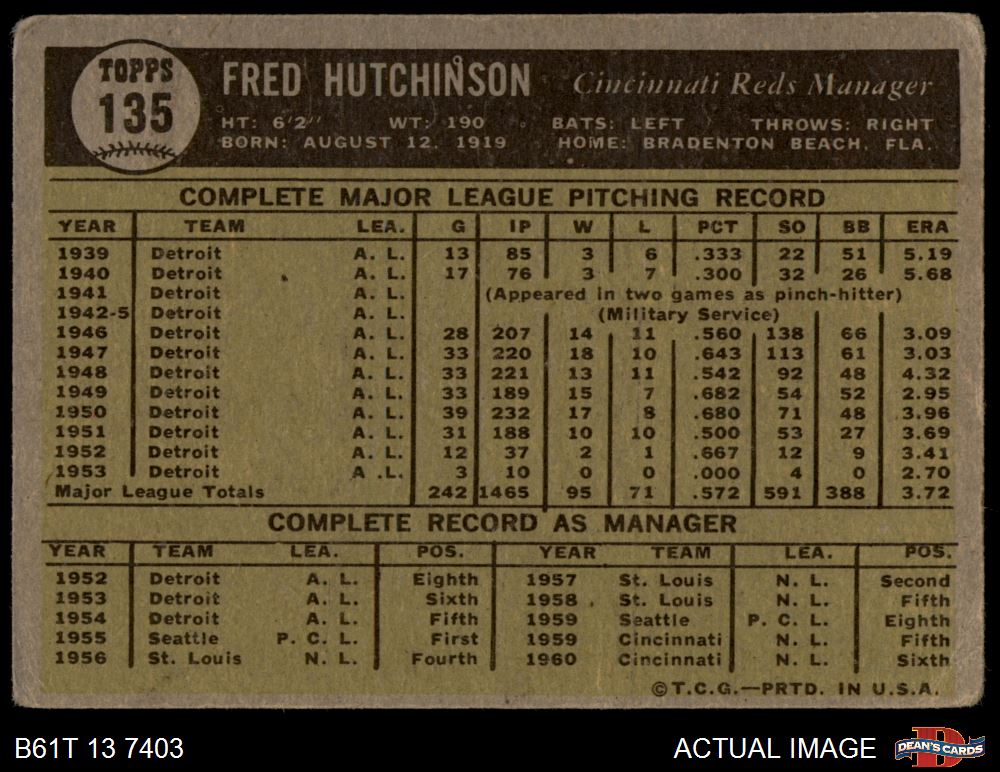 TOPPS
135
FRED HUTCHINSON Cincinnati Reds Manager
HT: 6'2" WT: 190 BATS: LEFT THROWS: RIGHT
BORN: AUGUST 12, 1919 HOME: BRADENTON BEACH, FLA.
COMPLETE MAJOR LEAGUE PITCHING RECORD
YEAR TEAM LEA. G IP W L PCT SO BB ERA
1939 Detroit A. L. 13 85 3 6 .333 22 51 5.19
1940 Detroit A. L. 17 76 3 7 .300 32 26 5.68
1941 Detroit A. L. (Appeared in two games as pinch-hitter)
1942-5 Detroit A. L. (Military Service)
1946 Detroit A. L. 28 207 14 11 .560 138 66 3.09
1947 Detroit A. L. 33 220 18 10 .643 113 61 3.03
1948 Detroit A. L. 33 221 13 11 .542 92 48 4.32
1949 Detroit A. L. 33 189 15 7 .682 54 52 2.95
1950 Detroit A. L. 39 232 17 8 .680 71 48 3.96
1951 Detroit A. L. 31 188 10 10 .500 53 27 3.69
1952 Detroit A. L. 12 37 2 1 .667 12 9 3.41
1953 Detroit A .L. 3 10 0 0 .000 4 0 2.70
Major League Totals 242 1465 95 71 .572 591 388 3.72
COMPLETE RECORD AS MANAGER
YEAR TEAM LEA. POS. YEAR TEAM LEA. POS.
1952 Detroit A. L. Eighth 1957 St. Louis N. L. Second
1953 Detroit A. L. Sixth 1958 St. Louis N. L. Fifth
1954 Detroit A. L. Fifth 1959 Seattle P. C. L. Eighth
1955 Seattle P. C. L. First 1959 Cincinnati N. L. Fifth
1956 St. Louis N. L. Fourth 1960 Cincinnati N. L. Sixth
©T.C.G.—PRTD. IN U.S.A.
B61T 13 7403 ACTUAL IMAGE DEAN'S CARDS